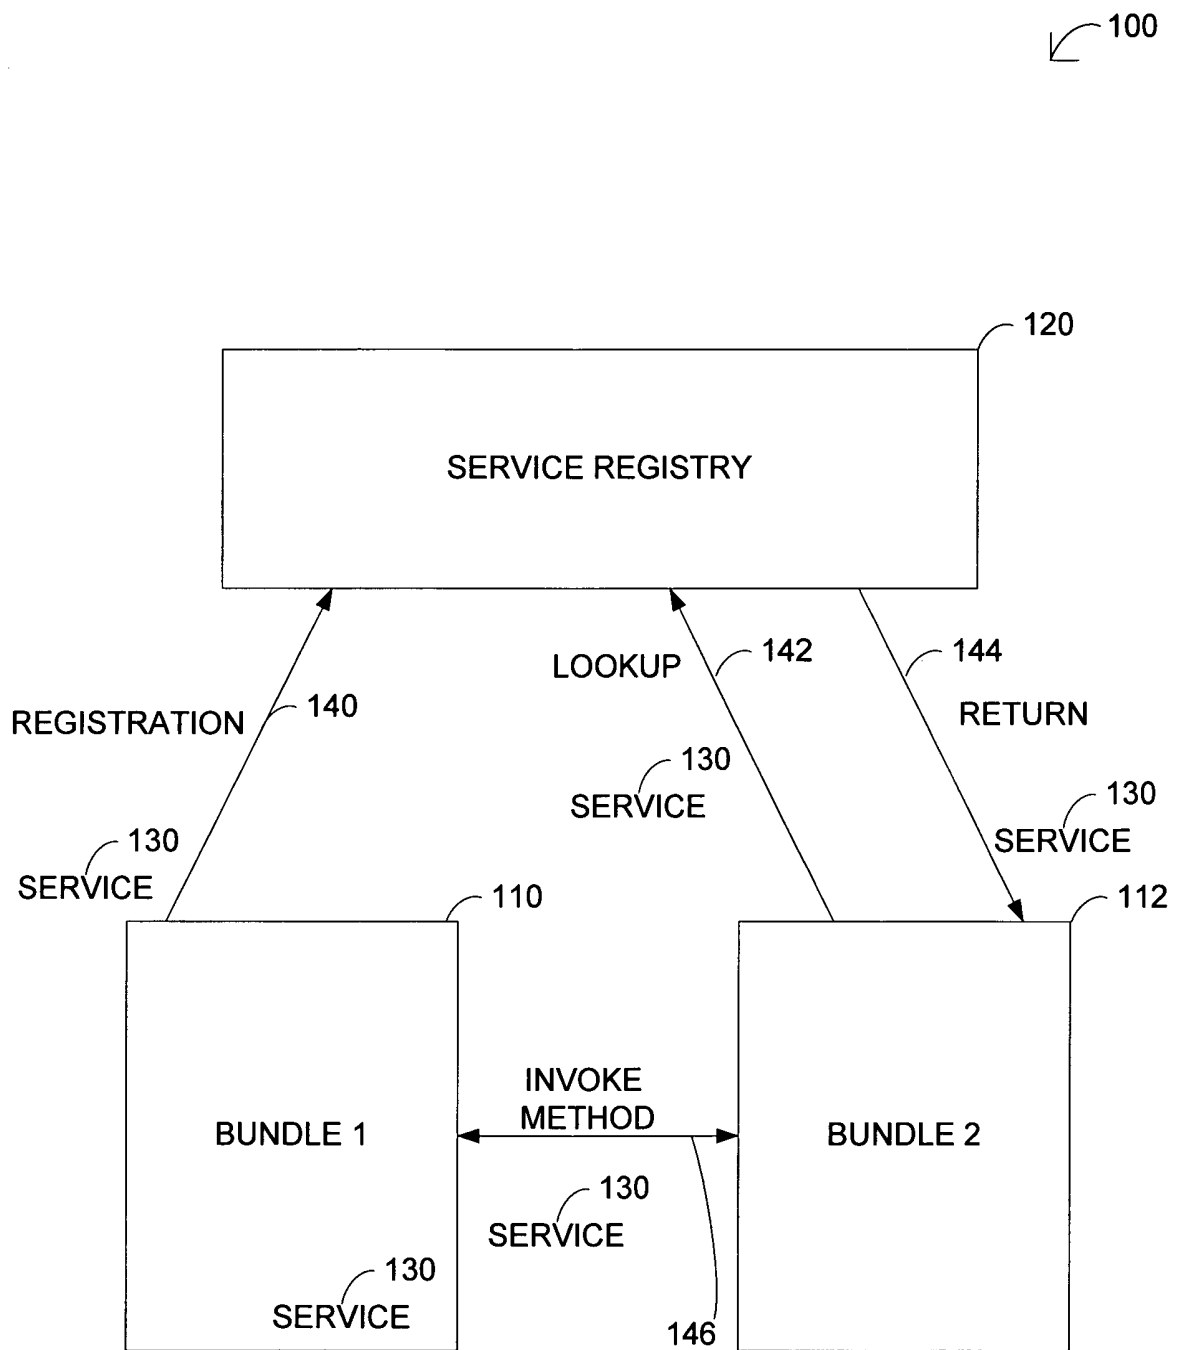 100
120
SERVICE REGISTRY
LOOKUP
142
144
REGISTRATION
140
RETURN
130
SERVICE
130
SERVICE
130
SERVICE
110
112
INVOKE
METHOD
BUNDLE 1
BUNDLE 2
130
SERVICE
130
SERVICE
146